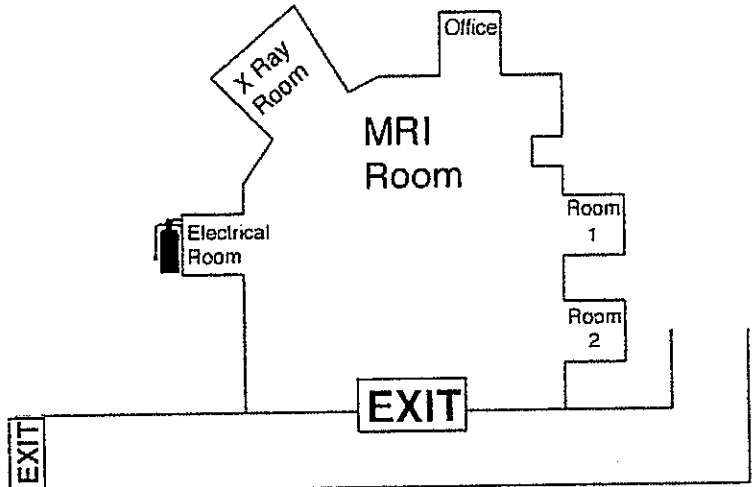 Office
X Ray
Room
MRI
Room
Room
1
Electrical
Room
Room
2
EXIT
EXIT